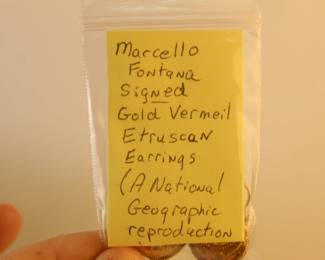 Marcello
Fontana
Signed
Gold Vermeil
Etruscan
Earrings
(A National
Geographic
reproduction